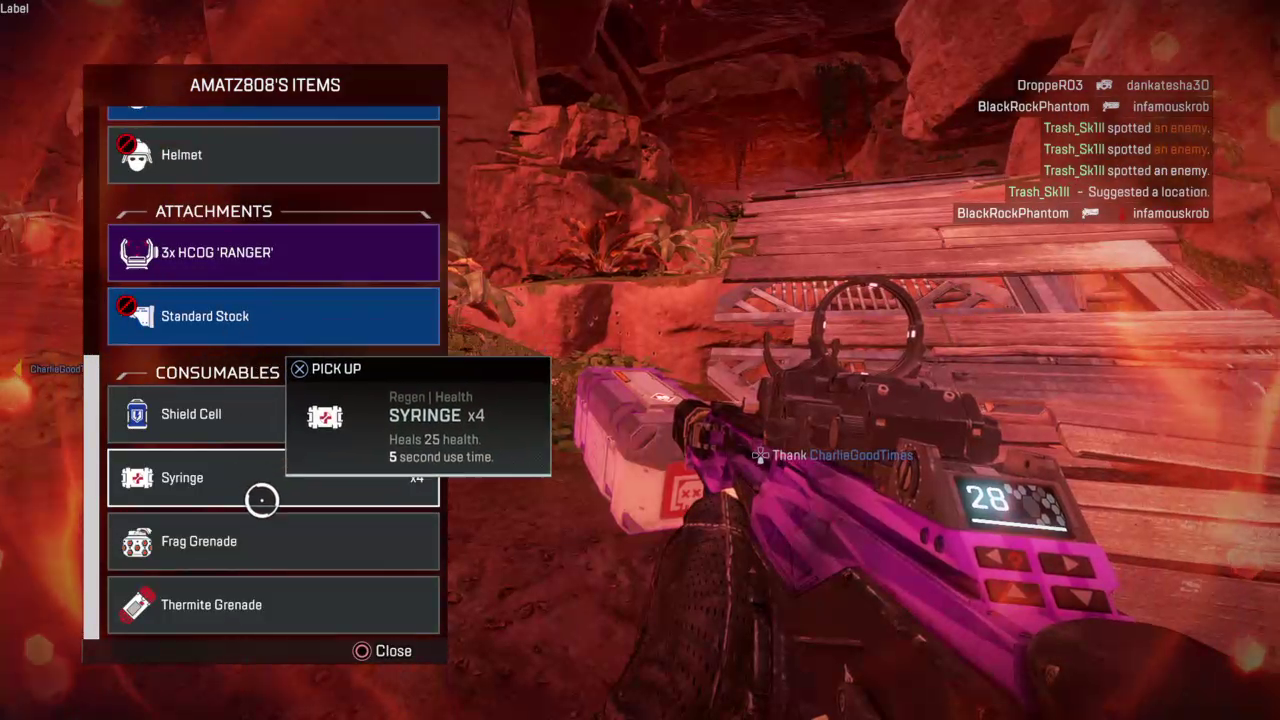 Label
AMATZ808'S ITEMS
Helmet
ATTACHMENTS
3x HCOG 'RANGER'
Standard Stock
CONSUMABLES
Shield Cell
Syringe
x4
Frag Grenade
Thermite Grenade
Close
PICK UP
Regen | Health
SYRINGE x4
Heals 25 health.
5 second use time.
DroppeR03 dankatesha30
BlackRockPhantom infamouskrob
Trash_Sk1ll spotted an enemy.
Trash_Sk1ll spotted an enemy.
Trash_Sk1ll spotted an enemy.
Trash_Sk1ll - Suggested a location.
BlackRockPhantom infamouskrob
CharlieGoodT
Thank CharlieGoodTimes
28